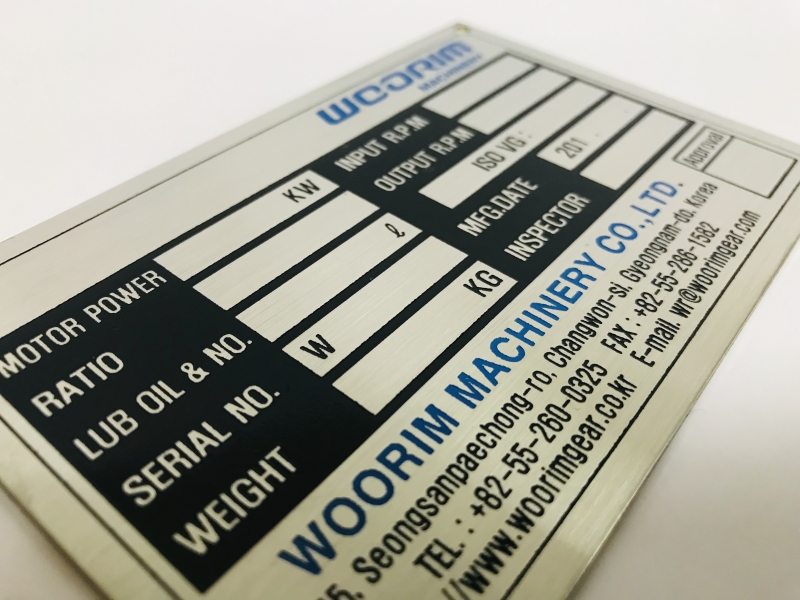 WOORIM
MACHINERY
MOTOR POWER KW INPUT R.P.M
RATIO OUTPUT R.P.M
LUB OIL & NO. ℓ ISO VG :
SERIAL NO. W MFG.DATE 201 .
WEIGHT KG INSPECTOR
Approval
WOORIM MACHINERY CO.,LTD.
Seongsanpaechong-ro, Changwon-si, Gyeongnam-do, Korea
TEL. : +82-55-260-0325 FAX : +82-55-286-1582
//www.woorimgear.co.kr E-mail. wr@woorimgear.com